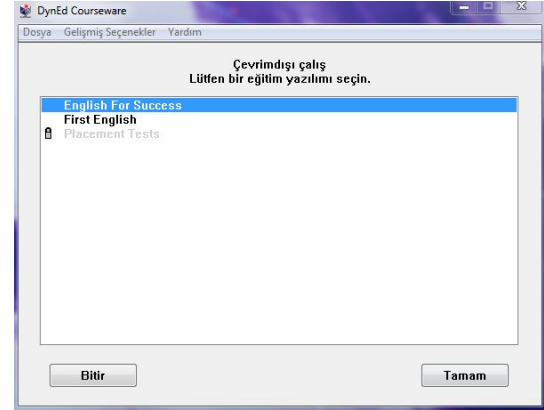 DynEd Courseware
Dosya Gelişmiş Seçenekler Yardım
Çevrimdışı çalış
Lütfen bir eğitim yazılımı seçin.
English For Success
First English
Placement Tests
Bitir Tamam